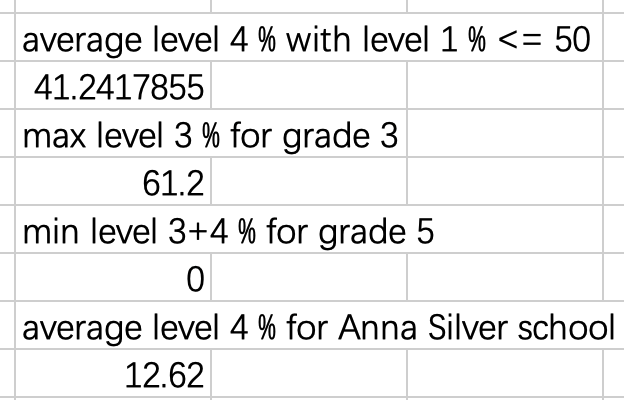 average level 4 % with level 1 % <= 50
41.2417855
max level 3 % for grade 3
61.2
min level 3+4 % for grade 5
0
average level 4 % for Anna Silver school
12.62